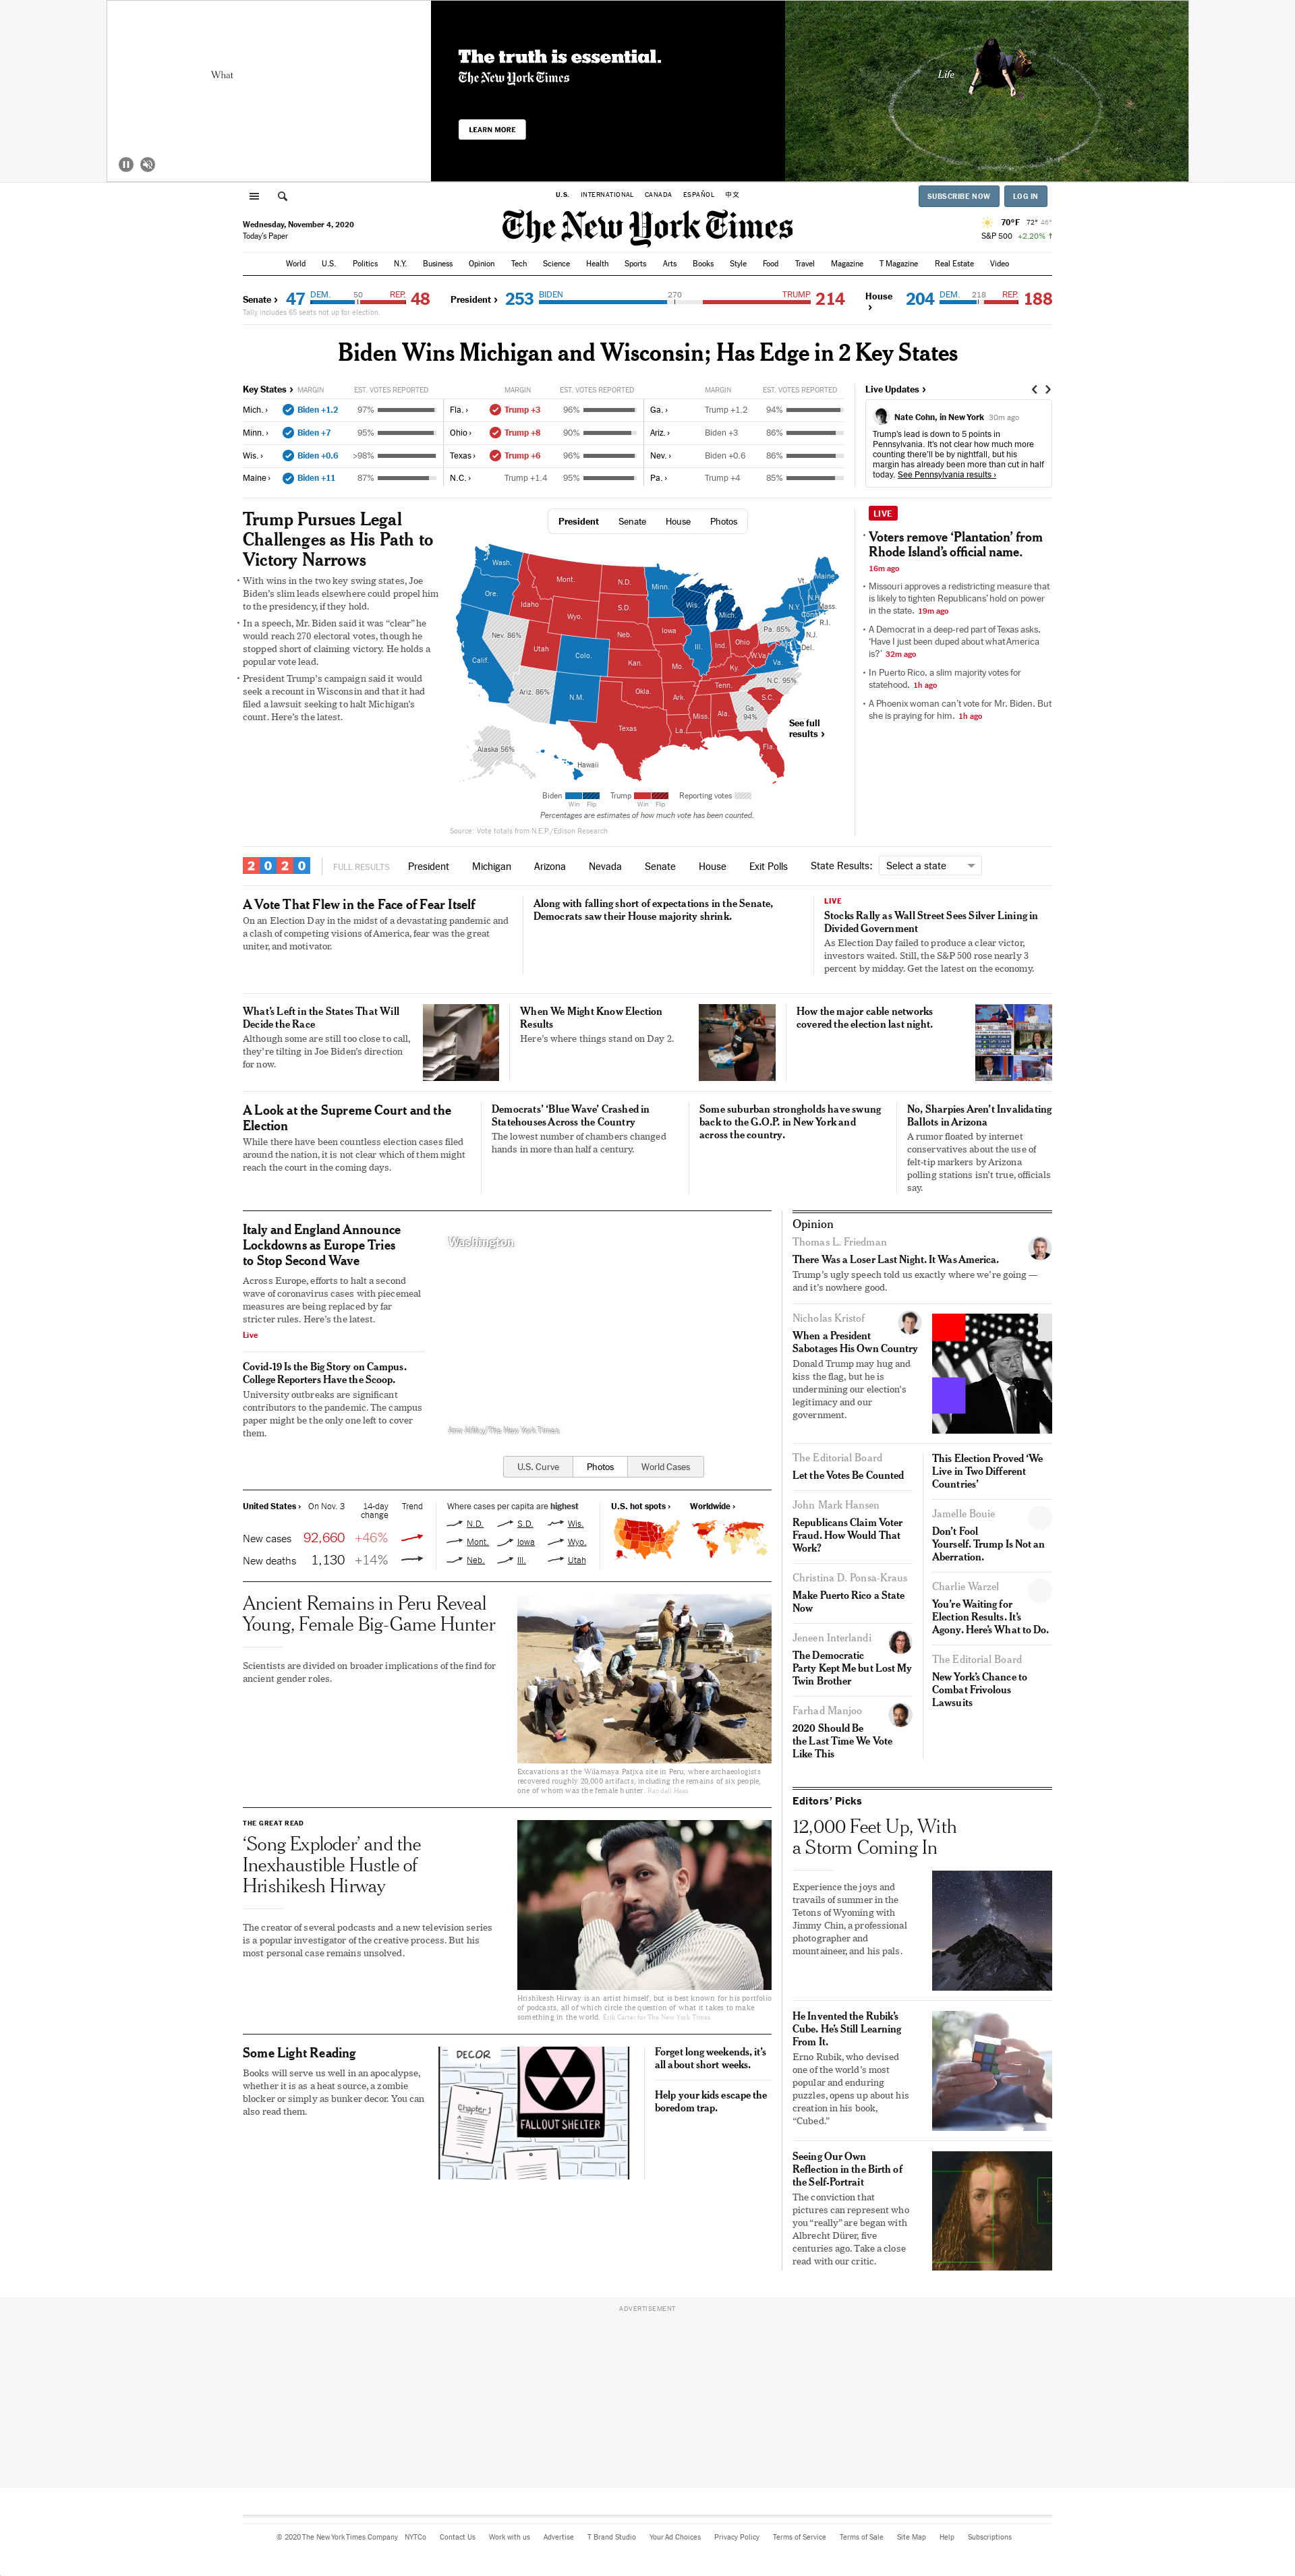 What
The truth is essential.
The New York Times
LEARN MORE
Life
U.S. INTERNATIONAL CANADA ESPAÑOL 中文
SUBSCRIBE NOW LOG IN
Wednesday, November 4, 2020
Today's Paper
The New York Times
70°F 72° 46°
S&P 500 +2.20% ↑
World U.S. Politics N.Y. Business Opinion Tech Science Health Sports Arts Books Style Food Travel Magazine T Magazine Real Estate Video
Senate › 47 DEM. 50 REP. 48
Tally includes 65 seats not up for election.
President › 253 BIDEN 270 TRUMP 214
House › 204 DEM. 218 REP. 188
Biden Wins Michigan and Wisconsin; Has Edge in 2 Key States
Key States › MARGIN EST. VOTES REPORTED MARGIN EST. VOTES REPORTED MARGIN EST. VOTES REPORTED
Mich. › Biden +1.2 97% Fla. › Trump +3 96% Ga. › Trump +1.2 94%
Minn. › Biden +7 95% Ohio › Trump +8 90% Ariz. › Biden +3 86%
Wis. › Biden +0.6 >98% Texas › Trump +6 96% Nev. › Biden +0.6 86%
Maine › Biden +11 87% N.C. › Trump +1.4 95% Pa. › Trump +4 85%
Live Updates ›
Nate Cohn, in New York 30m ago
Trump's lead is down to 5 points in
Pennsylvania. It's not clear how much more
counting there'll be by nightfall, but his
margin has already been more than cut in half
today. See Pennsylvania results ›
Trump Pursues Legal
Challenges as His Path to
Victory Narrows
• With wins in the two key swing states, Joe
Biden's slim leads elsewhere could propel him
to the presidency, if they hold.
• In a speech, Mr. Biden said it was “clear” he
would reach 270 electoral votes, though he
stopped short of claiming victory. He holds a
popular vote lead.
• President Trump's campaign said it would
seek a recount in Wisconsin and that it had
filed a lawsuit seeking to halt Michigan's
count. Here's the latest.
President Senate House Photos
Wash.
Ore.
Calif.
Nev. 86%
Idaho
Mont.
Wyo.
Utah
Ariz. 86%
Colo.
N.M.
N.D.
S.D.
Neb.
Kan.
Okla.
Texas
Minn.
Iowa
Mo.
Ark.
La.
Wis.
Ill.
Miss.
Mich.
Ind.
Ohio
Ky.
Tenn.
Ala.
Ga.
94%
Fla.
S.C.
N.C. 95%
Va.
W.Va.
Pa. 85%
N.Y.
Vt.
N.H.
Maine
Mass.
Conn.
R.I.
N.J.
Del.
Alaska 56%
Hawaii
See full
results ›
Biden Win Flip Trump Win Flip Reporting votes
Percentages are estimates of how much vote has been counted.
Source: Vote totals from N.E.P./Edison Research
LIVE
• Voters remove ‘Plantation’ from
Rhode Island's official name.
16m ago
• Missouri approves a redistricting measure that
is likely to tighten Republicans' hold on power
in the state. 19m ago
• A Democrat in a deep-red part of Texas asks,
‘Have I just been duped about what America
is?’ 32m ago
• In Puerto Rico, a slim majority votes for
statehood. 1h ago
• A Phoenix woman can't vote for Mr. Biden. But
she is praying for him. 1h ago
2020 FULL RESULTS President Michigan Arizona Nevada Senate House Exit Polls State Results: Select a state
A Vote That Flew in the Face of Fear Itself
On an Election Day in the midst of a devastating pandemic and
a clash of competing visions of America, fear was the great
uniter, and motivator.
Along with falling short of expectations in the Senate,
Democrats saw their House majority shrink.
LIVE
Stocks Rally as Wall Street Sees Silver Lining in
Divided Government
As Election Day failed to produce a clear victor,
investors waited. Still, the S&P 500 rose nearly 3
percent by midday. Get the latest on the economy.
What's Left in the States That Will
Decide the Race
Although some are still too close to call,
they're tilting in Joe Biden's direction
for now.
When We Might Know Election
Results
Here's where things stand on Day 2.
How the major cable networks
covered the election last night.
A Look at the Supreme Court and the
Election
While there have been countless election cases filed
around the nation, it is not clear which of them might
reach the court in the coming days.
Democrats' ‘Blue Wave’ Crashed in
Statehouses Across the Country
The lowest number of chambers changed
hands in more than half a century.
Some suburban strongholds have swung
back to the G.O.P. in New York and
across the country.
No, Sharpies Aren't Invalidating
Ballots in Arizona
A rumor floated by internet
conservatives about the use of
felt-tip markers by Arizona
polling stations isn't true, officials
say.
Italy and England Announce
Lockdowns as Europe Tries
to Stop Second Wave
Across Europe, efforts to halt a second
wave of coronavirus cases with piecemeal
measures are being replaced by far
stricter rules. Here's the latest.
Live
Covid-19 Is the Big Story on Campus.
College Reporters Have the Scoop.
University outbreaks are significant
contributors to the pandemic. The campus
paper might be the only one left to cover
them.
Washington
/The New York Times
U.S. Curve Photos World Cases
United States › On Nov. 3 14-day
change Trend
New cases 92,660 +46%
New deaths 1,130 +14%
Where cases per capita are highest
N.D. S.D. Wis.
Mont. Iowa Wyo.
Neb. Ill. Utah
U.S. hot spots › Worldwide ›
Ancient Remains in Peru Reveal
Young, Female Big-Game Hunter
Scientists are divided on broader implications of the find for
ancient gender roles.
Excavations at the Wilamaya Patjxa site in Peru, where archaeologists
recovered roughly 20,000 artifacts, including the remains of six people,
one of whom was the female hunter. Randall Haas
THE GREAT READ
‘Song Exploder’ and the
Inexhaustible Hustle of
Hrishikesh Hirway
The creator of several podcasts and a new television series
is a popular investigator of the creative process. But his
most personal case remains unsolved.
Hrishikesh Hirway is an artist himself, but is best known for his portfolio
of podcasts, all of which circle the question of what it takes to make
something in the world. Erik Carter for The New York Times
Some Light Reading
Books will serve us well in an apocalypse,
whether it is as a heat source, a zombie
blocker or simply as bunker decor. You can
also read them.
DECOR
Chapter 1
FALLOUT SHELTER
Forget long weekends, it's
all about short weeks.
Help your kids escape the
boredom trap.
Opinion
Thomas L. Friedman
There Was a Loser Last Night. It Was America.
Trump's ugly speech told us exactly where we're going —
and it's nowhere good.
Nicholas Kristof
When a President
Sabotages His Own Country
Donald Trump may hug and
kiss the flag, but he is
undermining our election's
legitimacy and our
government.
The Editorial Board
Let the Votes Be Counted
John Mark Hansen
Republicans Claim Voter
Fraud. How Would That
Work?
Christina D. Ponsa-Kraus
Make Puerto Rico a State
Now
Jeneen Interlandi
The Democratic
Party Kept Me but Lost My
Twin Brother
Farhad Manjoo
2020 Should Be
the Last Time We Vote
Like This
This Election Proved ‘We
Live in Two Different
Countries’
Jamelle Bouie
Don't Fool
Yourself. Trump Is Not an
Aberration.
Charlie Warzel
You're Waiting for
Election Results. It's
Agony. Here's What to Do.
The Editorial Board
New York's Chance to
Combat Frivolous
Lawsuits
Editors' Picks
12,000 Feet Up, With
a Storm Coming In
Experience the joys and
travails of summer in the
Tetons of Wyoming with
Jimmy Chin, a professional
photographer and
mountaineer, and his pals.
He Invented the Rubik's
Cube. He's Still Learning
From It.
Erno Rubik, who devised
one of the world's most
popular and enduring
puzzles, opens up about his
creation in his book,
“Cubed.”
Seeing Our Own
Reflection in the Birth of
the Self-Portrait
The conviction that
pictures can represent who
you “really” are began with
Albrecht Dürer, five
centuries ago. Take a close
read with our critic.
ADVERTISEMENT
© 2020 The New York Times Company NYTCo Contact Us Work with us Advertise T Brand Studio Your Ad Choices Privacy Policy Terms of Service Terms of Sale Site Map Help Subscriptions